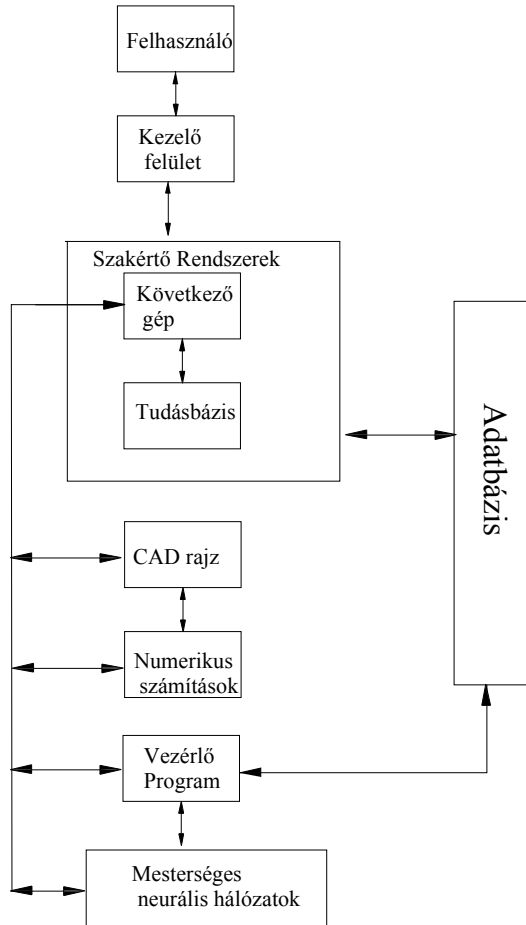 Felhasználó
Kezelő
felület
Szakértő Rendszerek
Következő
gép
Tudásbázis
Adatbázis
CAD rajz
Numerikus
számítások
Vezérlő
Program
Mesterséges
neurális hálózatok